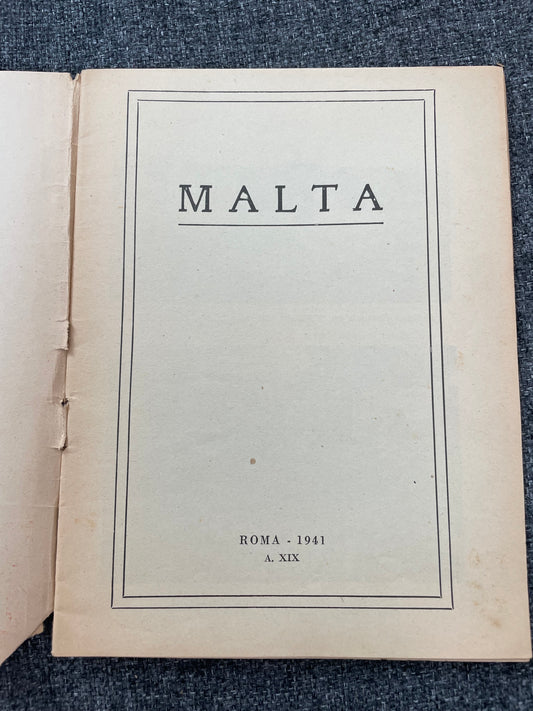 MALTA
ROMA - 1941
A. XIX